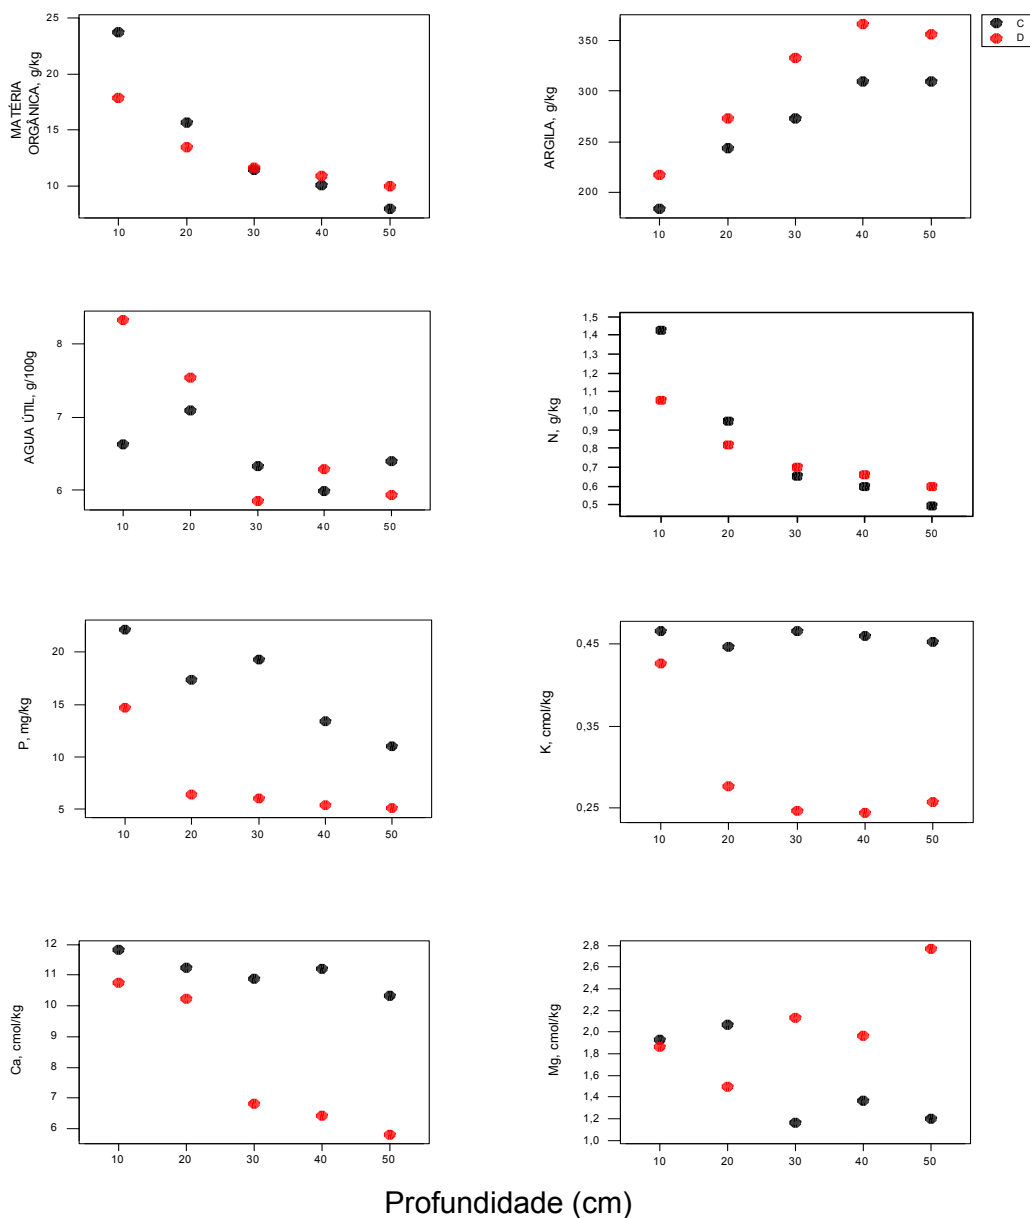 25
20
15
10
MATÉRIA
ORGÂNICA, g/kg
10 20 30 40 50
350
300
250
200
ARGILA, g/kg
10 20 30 40 50
C
D
8
7
6
AGUA ÚTIL, g/100g
10 20 30 40 50
1,5
1,4
1,3
1,2
1,1
1,0
0,9
0,8
0,7
0,6
0,5
N, g/kg
10 20 30 40 50
20
15
10
5
P, mg/kg
10 20 30 40 50
0,45
0,35
0,25
K, cmol/kg
10 20 30 40 50
12
11
10
9
8
7
6
Ca, cmol/kg
10 20 30 40 50
2,8
2,6
2,4
2,2
2,0
1,8
1,6
1,4
1,2
1,0
Mg, cmol/kg
10 20 30 40 50
Profundidade (cm)